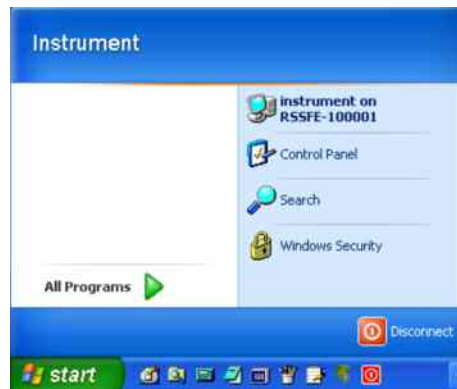 Instrument
instrument on
RSSFE-100001
Control Panel
Search
Windows Security
All Programs
Disconnect
start